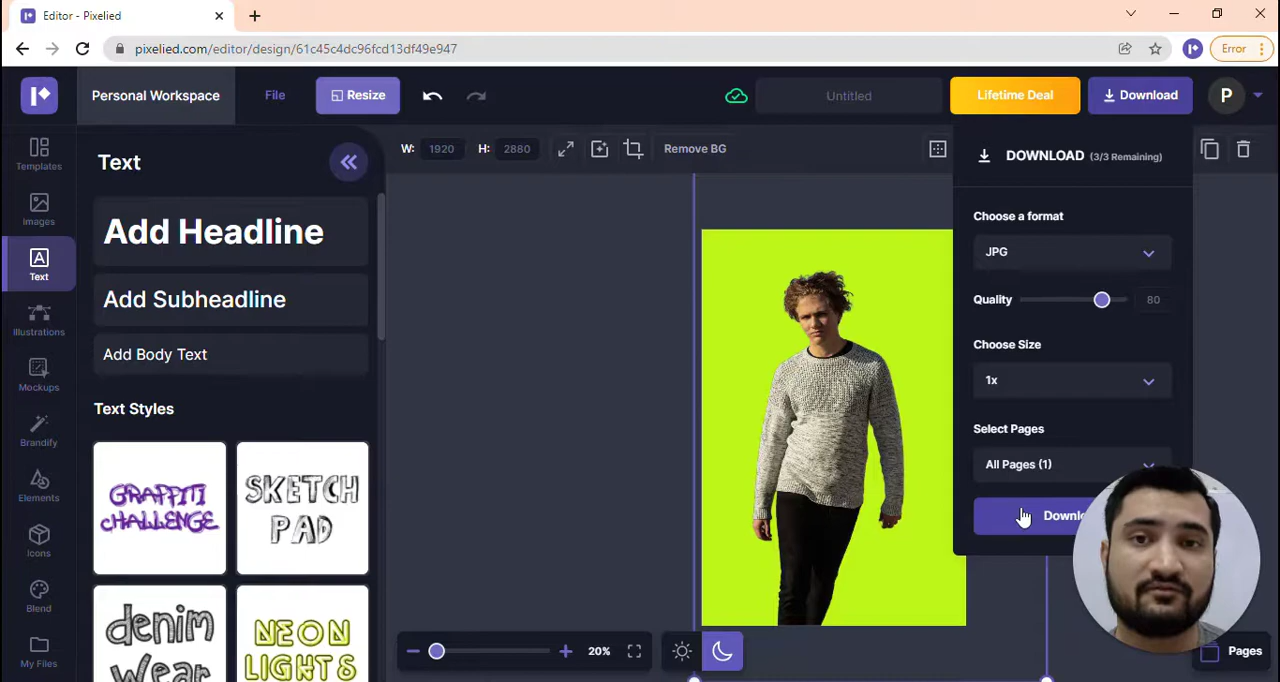 Editor - Pixelied
pixelied.com/editor/design/61c45c4dc96fcd13df49e947
Error
Personal Workspace
File
Resize
Untitled
Lifetime Deal
Download
P
Templates
Images
Text
Illustrations
Mockups
Brandify
Elements
Icons
Blend
My Files
Text
Add Headline
Add Subheadline
Add Body Text
Text Styles
GRAFFITI
CHALLENGE
SKETCH
PAD
denim
wear
NEON
LIGHTS
W: 1920 H: 2880
Remove BG
DOWNLOAD (3/3 Remaining)
Choose a format
JPG
Quality 80
Choose Size
1x
Select Pages
All Pages (1)
20%
Pages